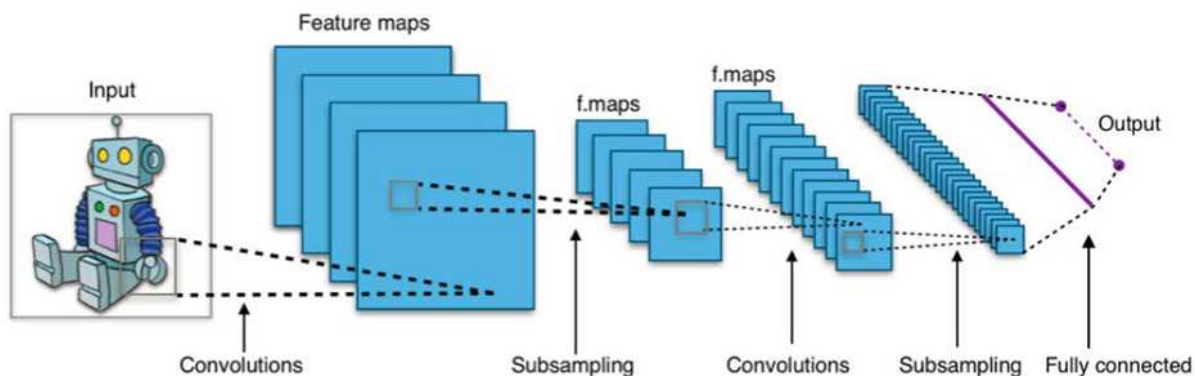 Feature maps
Input
f.maps
f.maps
Output
Convolutions
Subsampling
Convolutions
Subsampling
Fully connected